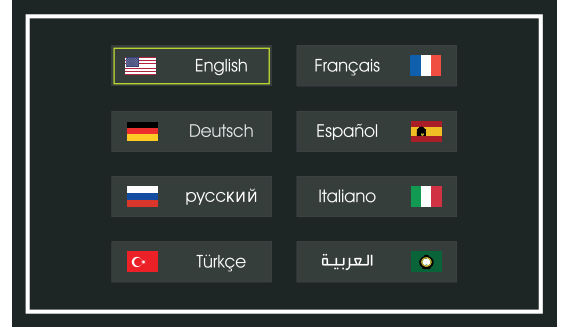 English
Français
Deutsch
Español
русский
Italiano
Türkçe
العربية